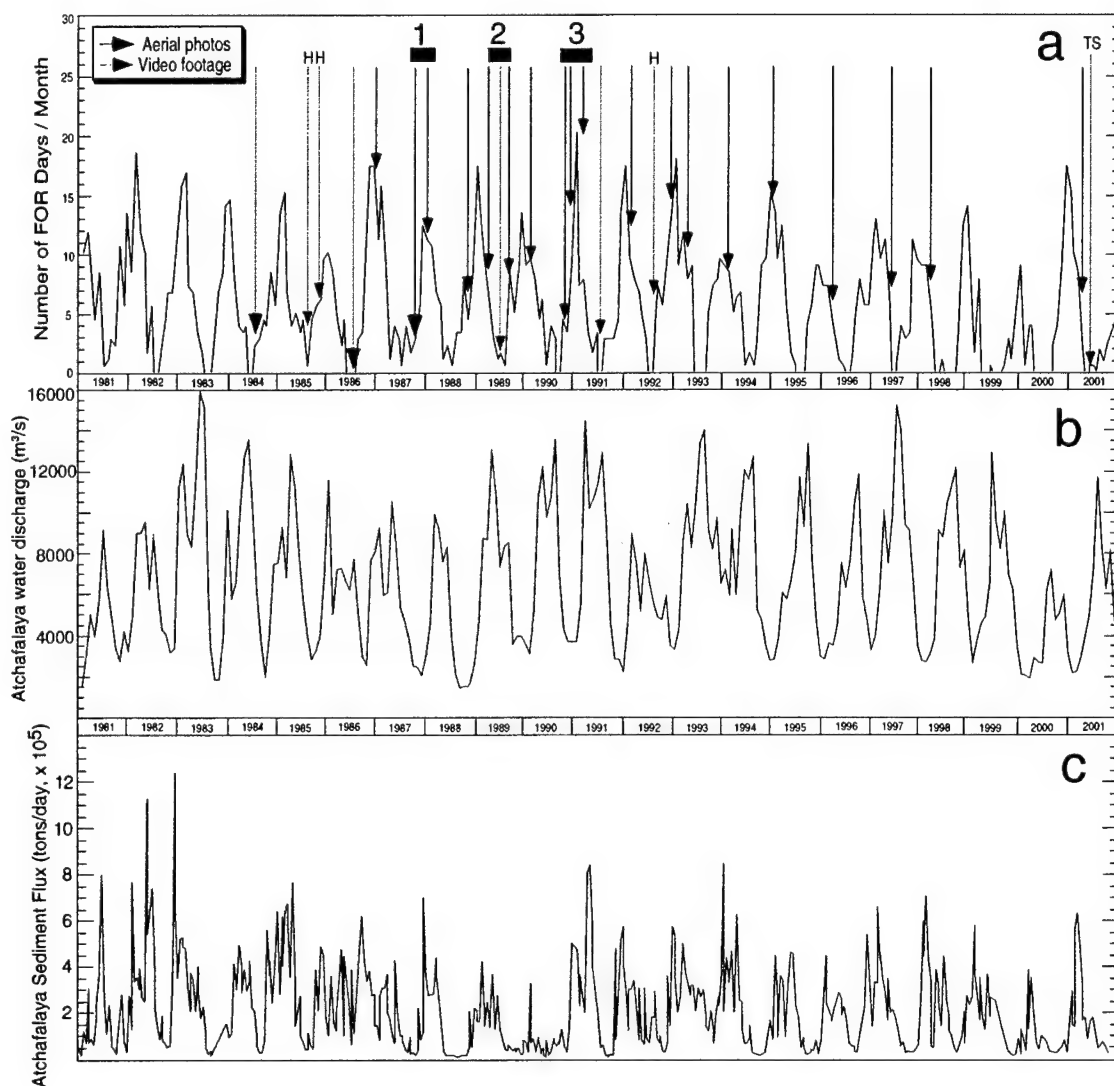 Number of FOR Days / Month
30
25
20
15
10
5
0
Aerial photos
Video footage
H H
1
2
3
H
a
TS
1981 1982 1983 1984 1985 1986 1987 1988 1989 1990 1991 1992 1993 1994 1995 1996 1997 1998 1999 2000 2001
Atchafalaya water discharge (m³/s)
16000
12000
8000
4000
b
1981 1982 1983 1984 1985 1986 1987 1988 1989 1990 1991 1992 1993 1994 1995 1996 1997 1998 1999 2000 2001
Atchafalaya Sediment Flux (tons/day, x 10⁵)
12
10
8
6
4
2
c